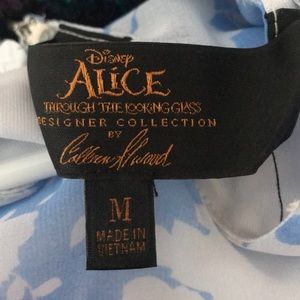 Disney
ALICE
THROUGH THE LOOKING GLASS
DESIGNER COLLECTION
BY
Colleen Atwood
M
MADE IN
VIETNAM